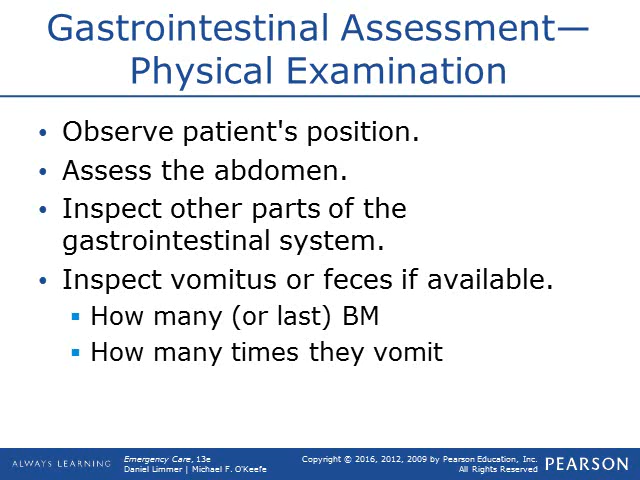 Gastrointestinal Assessment—
Physical Examination
• Observe patient's position.
• Assess the abdomen.
• Inspect other parts of the
gastrointestinal system.
• Inspect vomitus or feces if available.
▪ How many (or last) BM
▪ How many times they vomit
ALWAYS LEARNING
Emergency Care, 13e
Daniel Limmer | Michael F. O'Keefe
Copyright © 2016, 2012, 2009 by Pearson Education, Inc.
All Rights Reserved
PEARSON